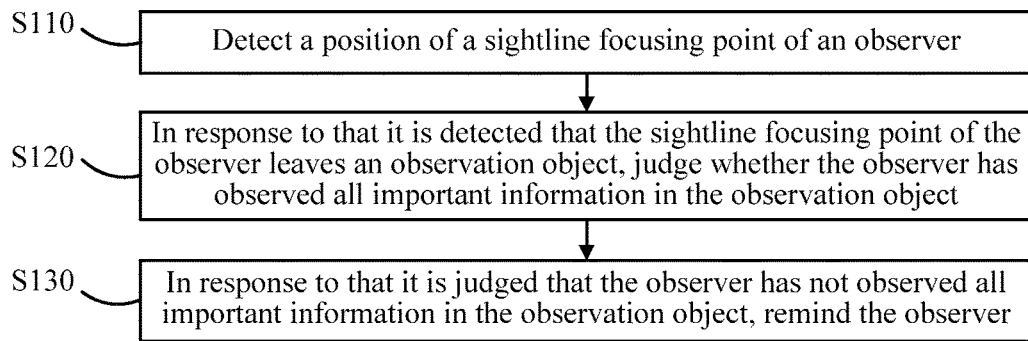 S110
Detect a position of a sightline focusing point of an observer
In response to that it is detected that the sightline focusing point of the
S120
observer leaves an observation object, judge whether the observer has
observed all important information in the observation object
S130
In response to that it is judged that the observer has not observed all
important information in the observation object, remind the observer